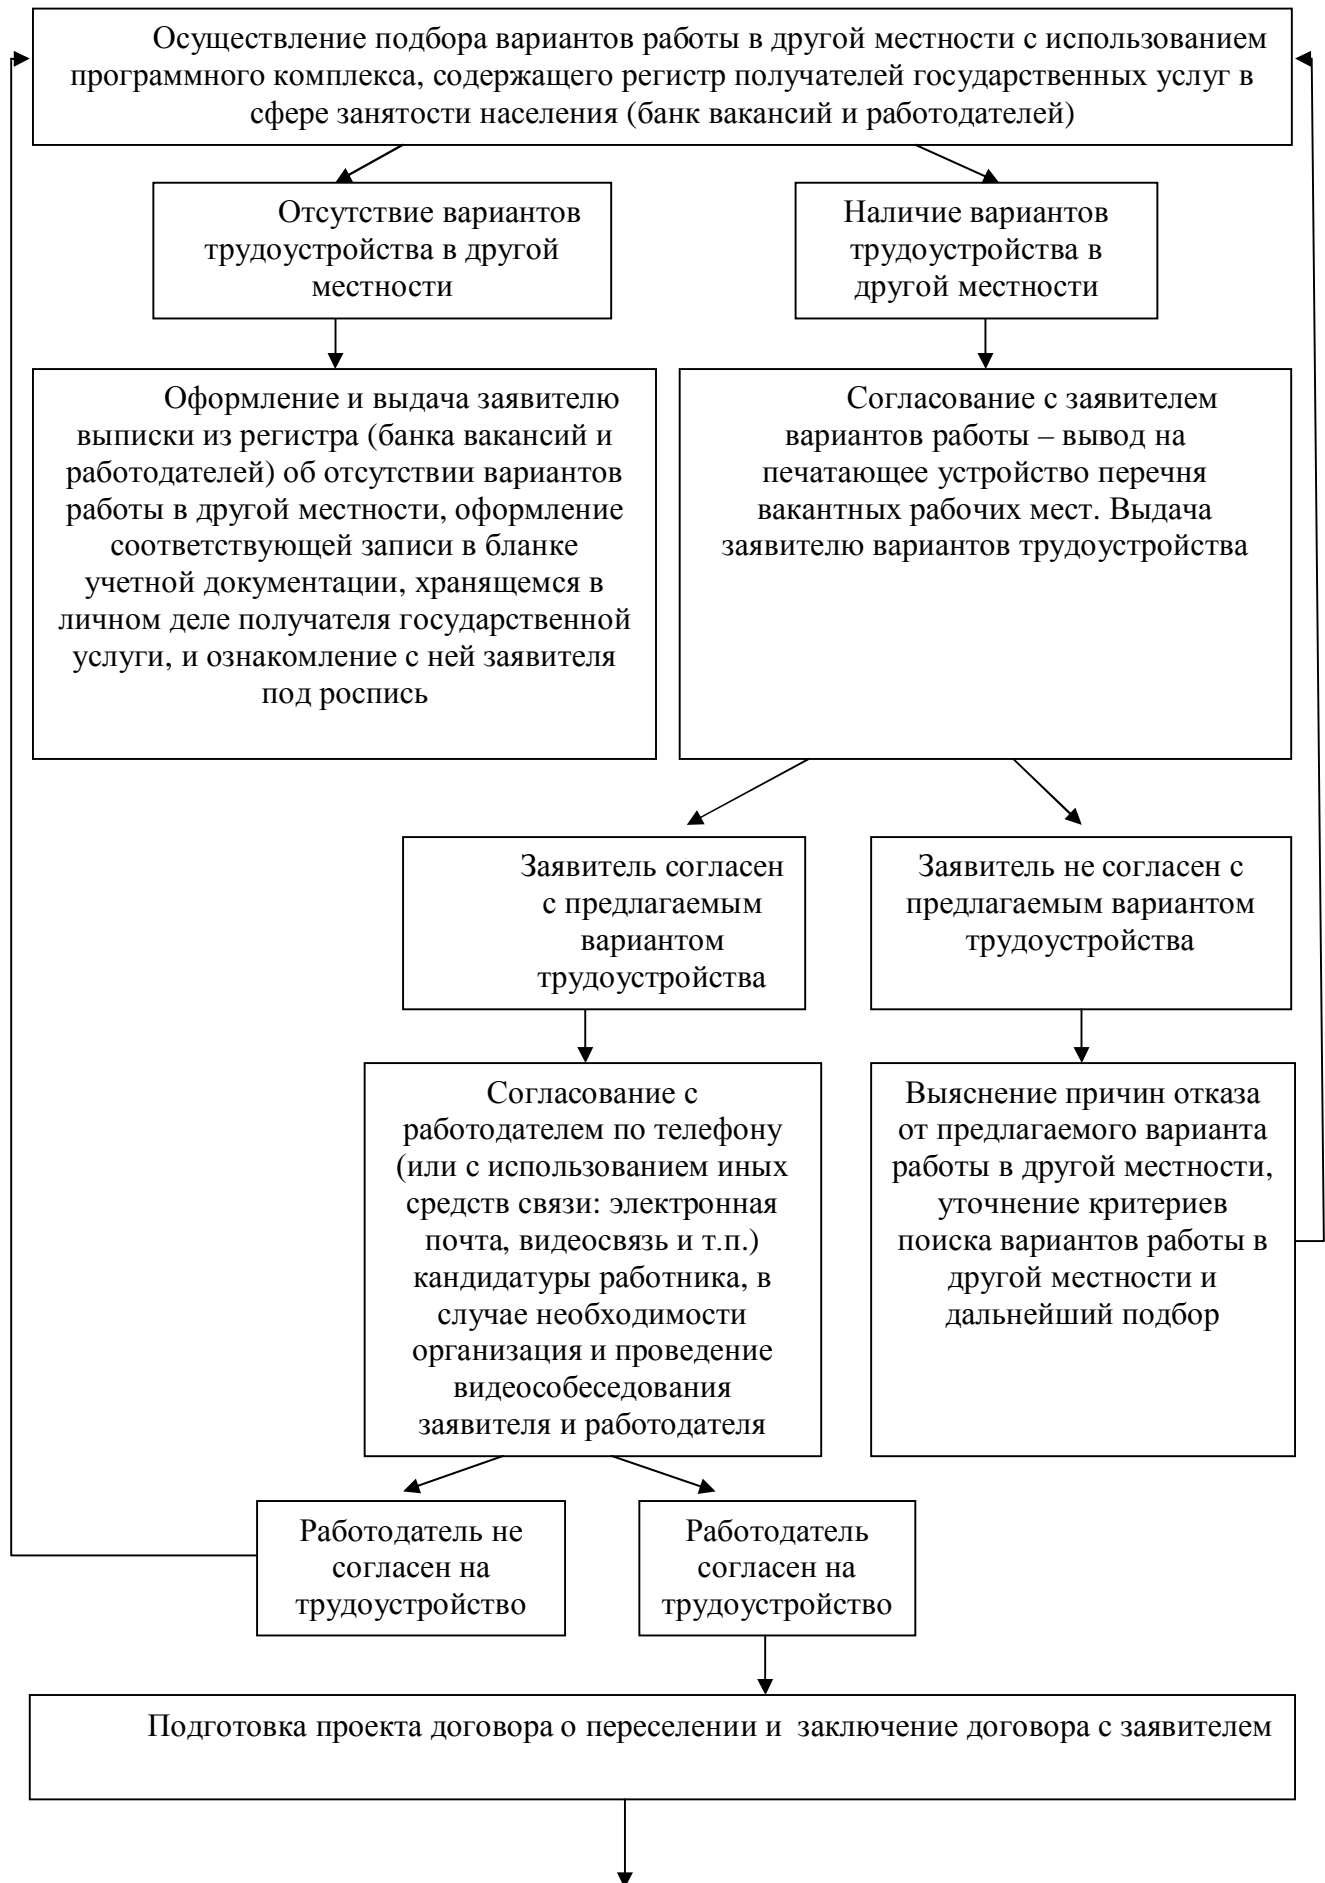 Осуществление подбора вариантов работы в другой местности с использованием
программного комплекса, содержащего регистр получателей государственных услуг в
сфере занятости населения (банк вакансий и работодателей)
Отсутствие вариантов
трудоустройства в другой
местности
Наличие вариантов
трудоустройства в
другой местности
Оформление и выдача заявителю
выписки из регистра (банка вакансий и
работодателей) об отсутствии вариантов
работы в другой местности, оформление
соответствующей записи в бланке
учетной документации, хранящемся в
личном деле получателя государственной
услуги, и ознакомление с ней заявителя
под роспись
Согласование с заявителем
вариантов работы – вывод на
печатающее устройство перечня
вакантных рабочих мест. Выдача
заявителю вариантов трудоустройства
Заявитель согласен
с предлагаемым
вариантом
трудоустройства
Заявитель не согласен с
предлагаемым вариантом
трудоустройства
Согласование с
работодателем по телефону
(или с использованием иных
средств связи: электронная
почта, видеосвязь и т.п.)
кандидатуры работника, в
случае необходимости
организация и проведение
видеособеседования
заявителя и работодателя
Выяснение причин отказа
от предлагаемого варианта
работы в другой местности,
уточнение критериев
поиска вариантов работы в
другой местности и
дальнейший подбор
Работодатель не
согласен на
трудоустройство
Работодатель
согласен на
трудоустройство
Подготовка проекта договора о переселении и  заключение договора с заявителем